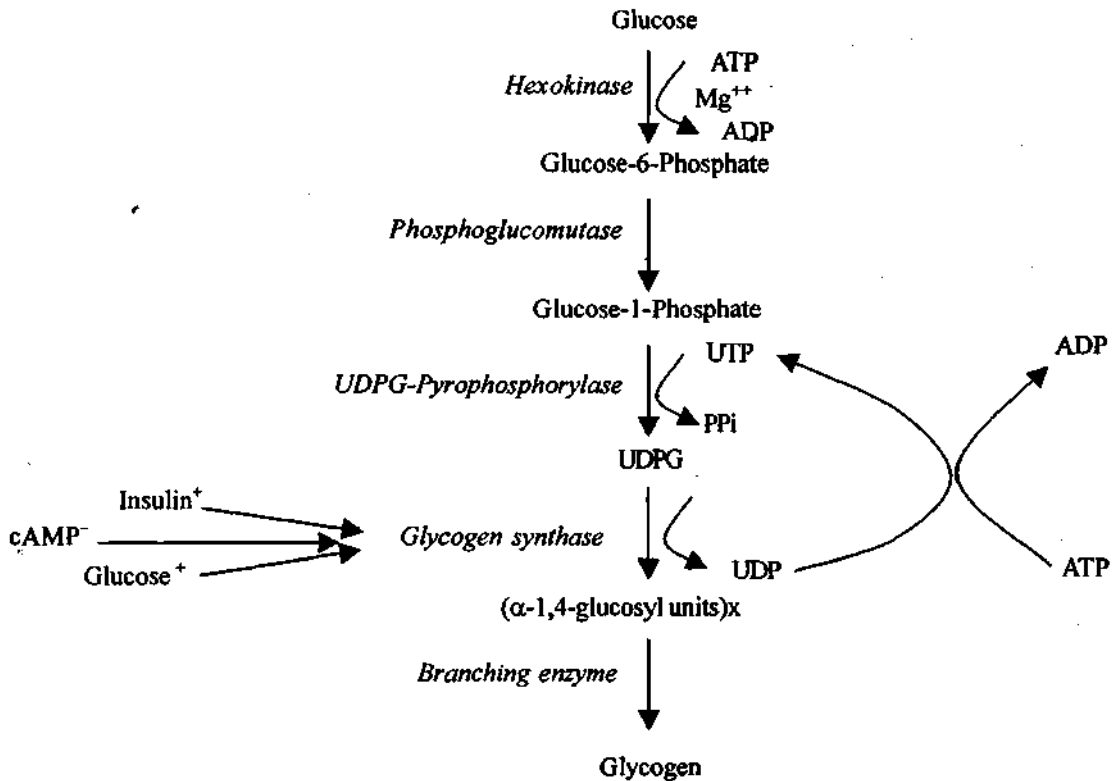 Glucose
Hexokinase
ATP
Mg++
ADP
Glucose-6-Phosphate
Phosphoglucomutase
Glucose-1-Phosphate
UDPG-Pyrophosphorylase
UTP
PPi
ADP
UDPG
Insulin+
cAMP−
Glucose +
Glycogen synthase
UDP
ATP
(α-1,4-glucosyl units)x
Branching enzyme
Glycogen